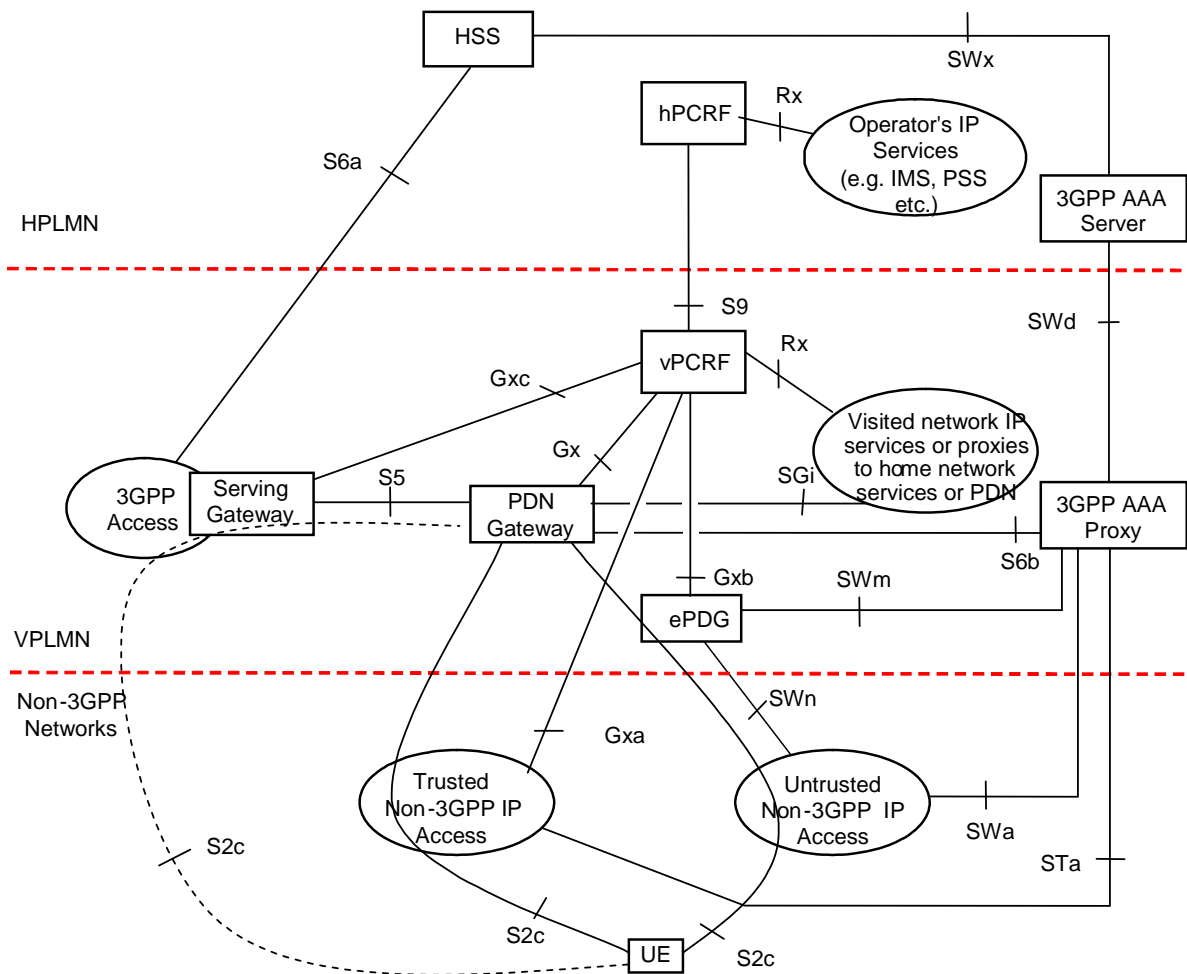 HSS
SWx
Rx
hPCRF
Operator's IP
Services
(e.g. IMS, PSS
etc.)
S6a
3GPP AAA
Server
HPLMN
S9
SWd
Rx
vPCRF
Gxc
Visited network IP
services or proxies
to home network
services or PDN
Gx
SGi
S5
3GPP
Access
Serving
Gateway
PDN
Gateway
3GPP AAA
Proxy
S6b
Gxb
SWm
ePDG
VPLMN
Non-3GPP
Networks
SWn
Gxa
Trusted
Non-3GPP IP
Access
Untrusted
Non-3GPP IP
Access
SWa
S2c
STa
S2c
S2c
UE